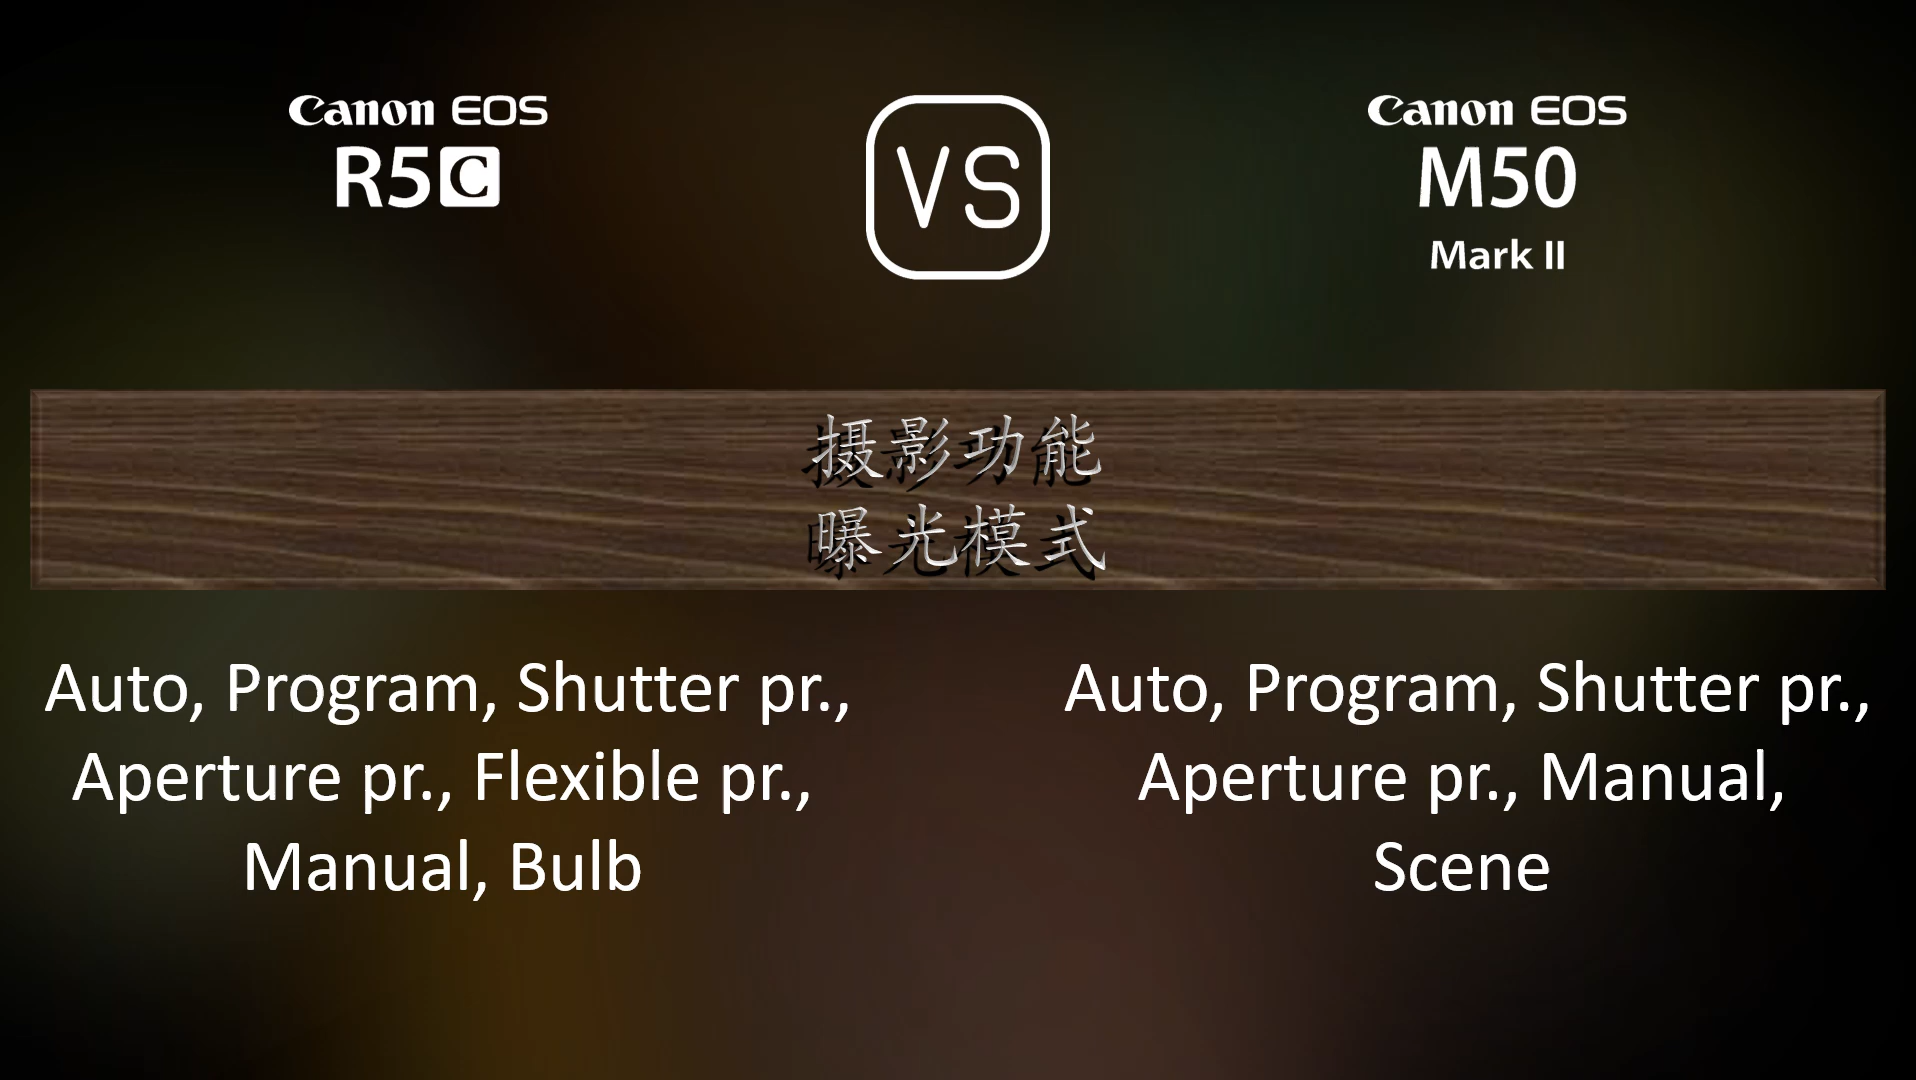 Canon EOS
R5 C
VS
Canon EOS
M50
Mark II
摄影功能
曝光模式
Auto, Program, Shutter pr.,
Aperture pr., Flexible pr.,
Manual, Bulb
Auto, Program, Shutter pr.,
Aperture pr., Manual,
Scene